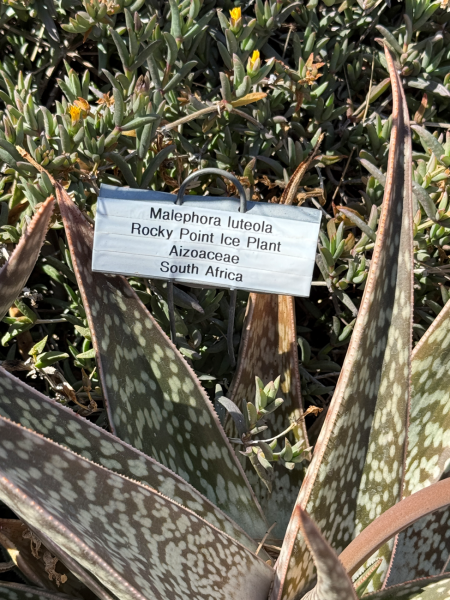 Malephora luteola
Rocky Point Ice Plant
Aizoaceae
South Africa